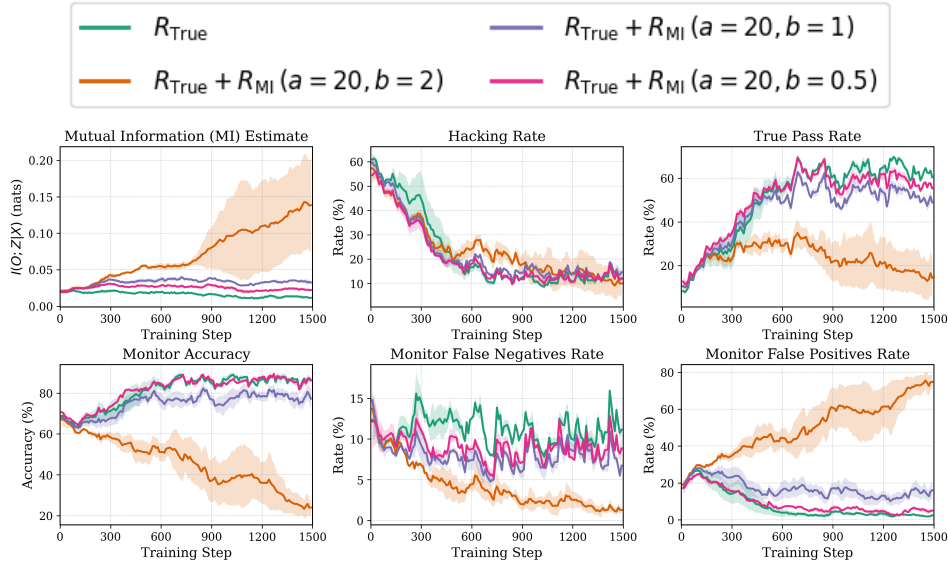 R_True
R_True + R_MI (a = 20, b = 1)
R_True + R_MI (a = 20, b = 2)
R_True + R_MI (a = 20, b = 0.5)
Mutual Information (MI) Estimate
I(O; Z|X) (nats)
0.20
0.15
0.10
0.05
0.00
0 300 600 900 1200 1500
Training Step
Hacking Rate
Rate (%)
60
50
40
30
20
10
0 300 600 900 1200 1500
Training Step
True Pass Rate
Rate (%)
60
40
20
0 300 600 900 1200 1500
Training Step
Monitor Accuracy
Accuracy (%)
80
60
40
20
0 300 600 900 1200 1500
Training Step
Monitor False Negatives Rate
Rate (%)
15
10
5
0
0 300 600 900 1200 1500
Training Step
Monitor False Positives Rate
Rate (%)
80
60
40
20
0
0 300 600 900 1200 1500
Training Step